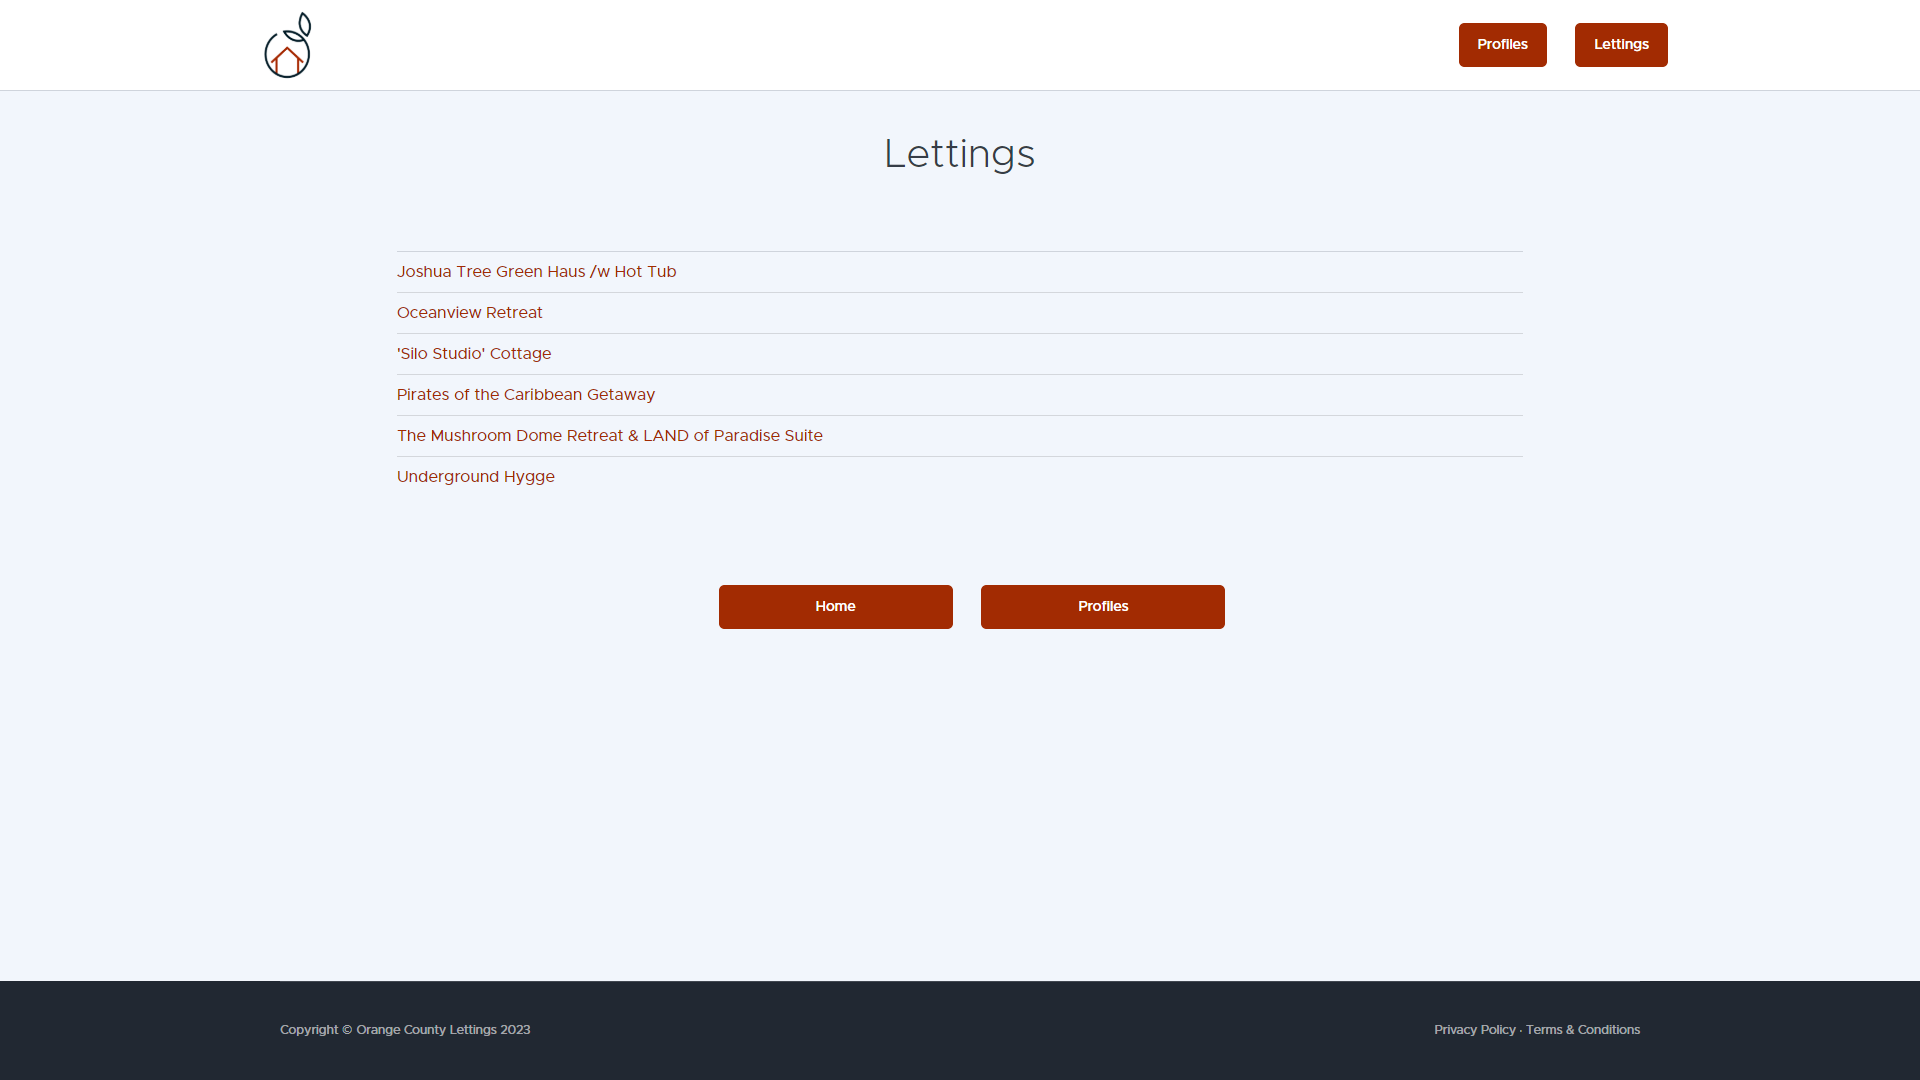 Profiles
Lettings
Lettings
Joshua Tree Green Haus /w Hot Tub
Oceanview Retreat
'Silo Studio' Cottage
Pirates of the Caribbean Getaway
The Mushroom Dome Retreat & LAND of Paradise Suite
Underground Hygge
Home
Profiles
Copyright © Orange County Lettings 2023
Privacy Policy · Terms & Conditions